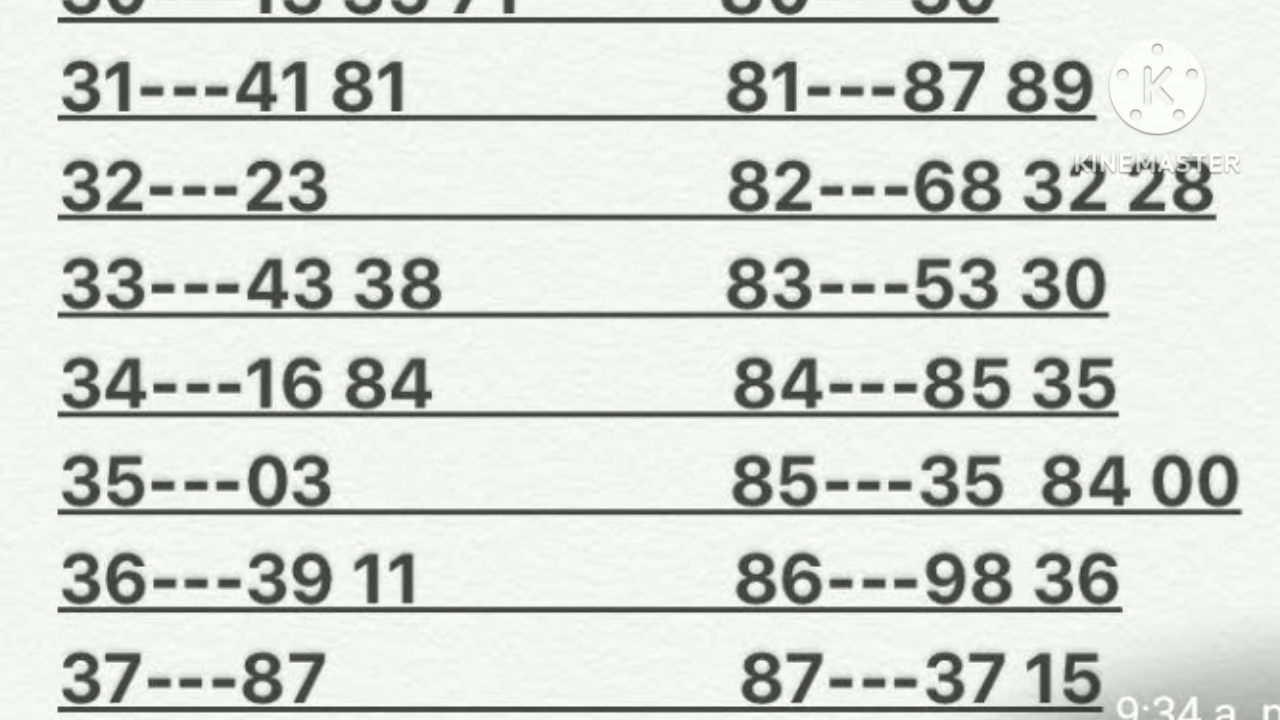 31---41 81 81---87 89
KINEMASTER
32---23 82---68 32 28
33---43 38 83---53 30
34---16 84 84---85 35
35---03 85---35 84 00
36---39 11 86---98 36
37---87 87---37 15
9:34 a.